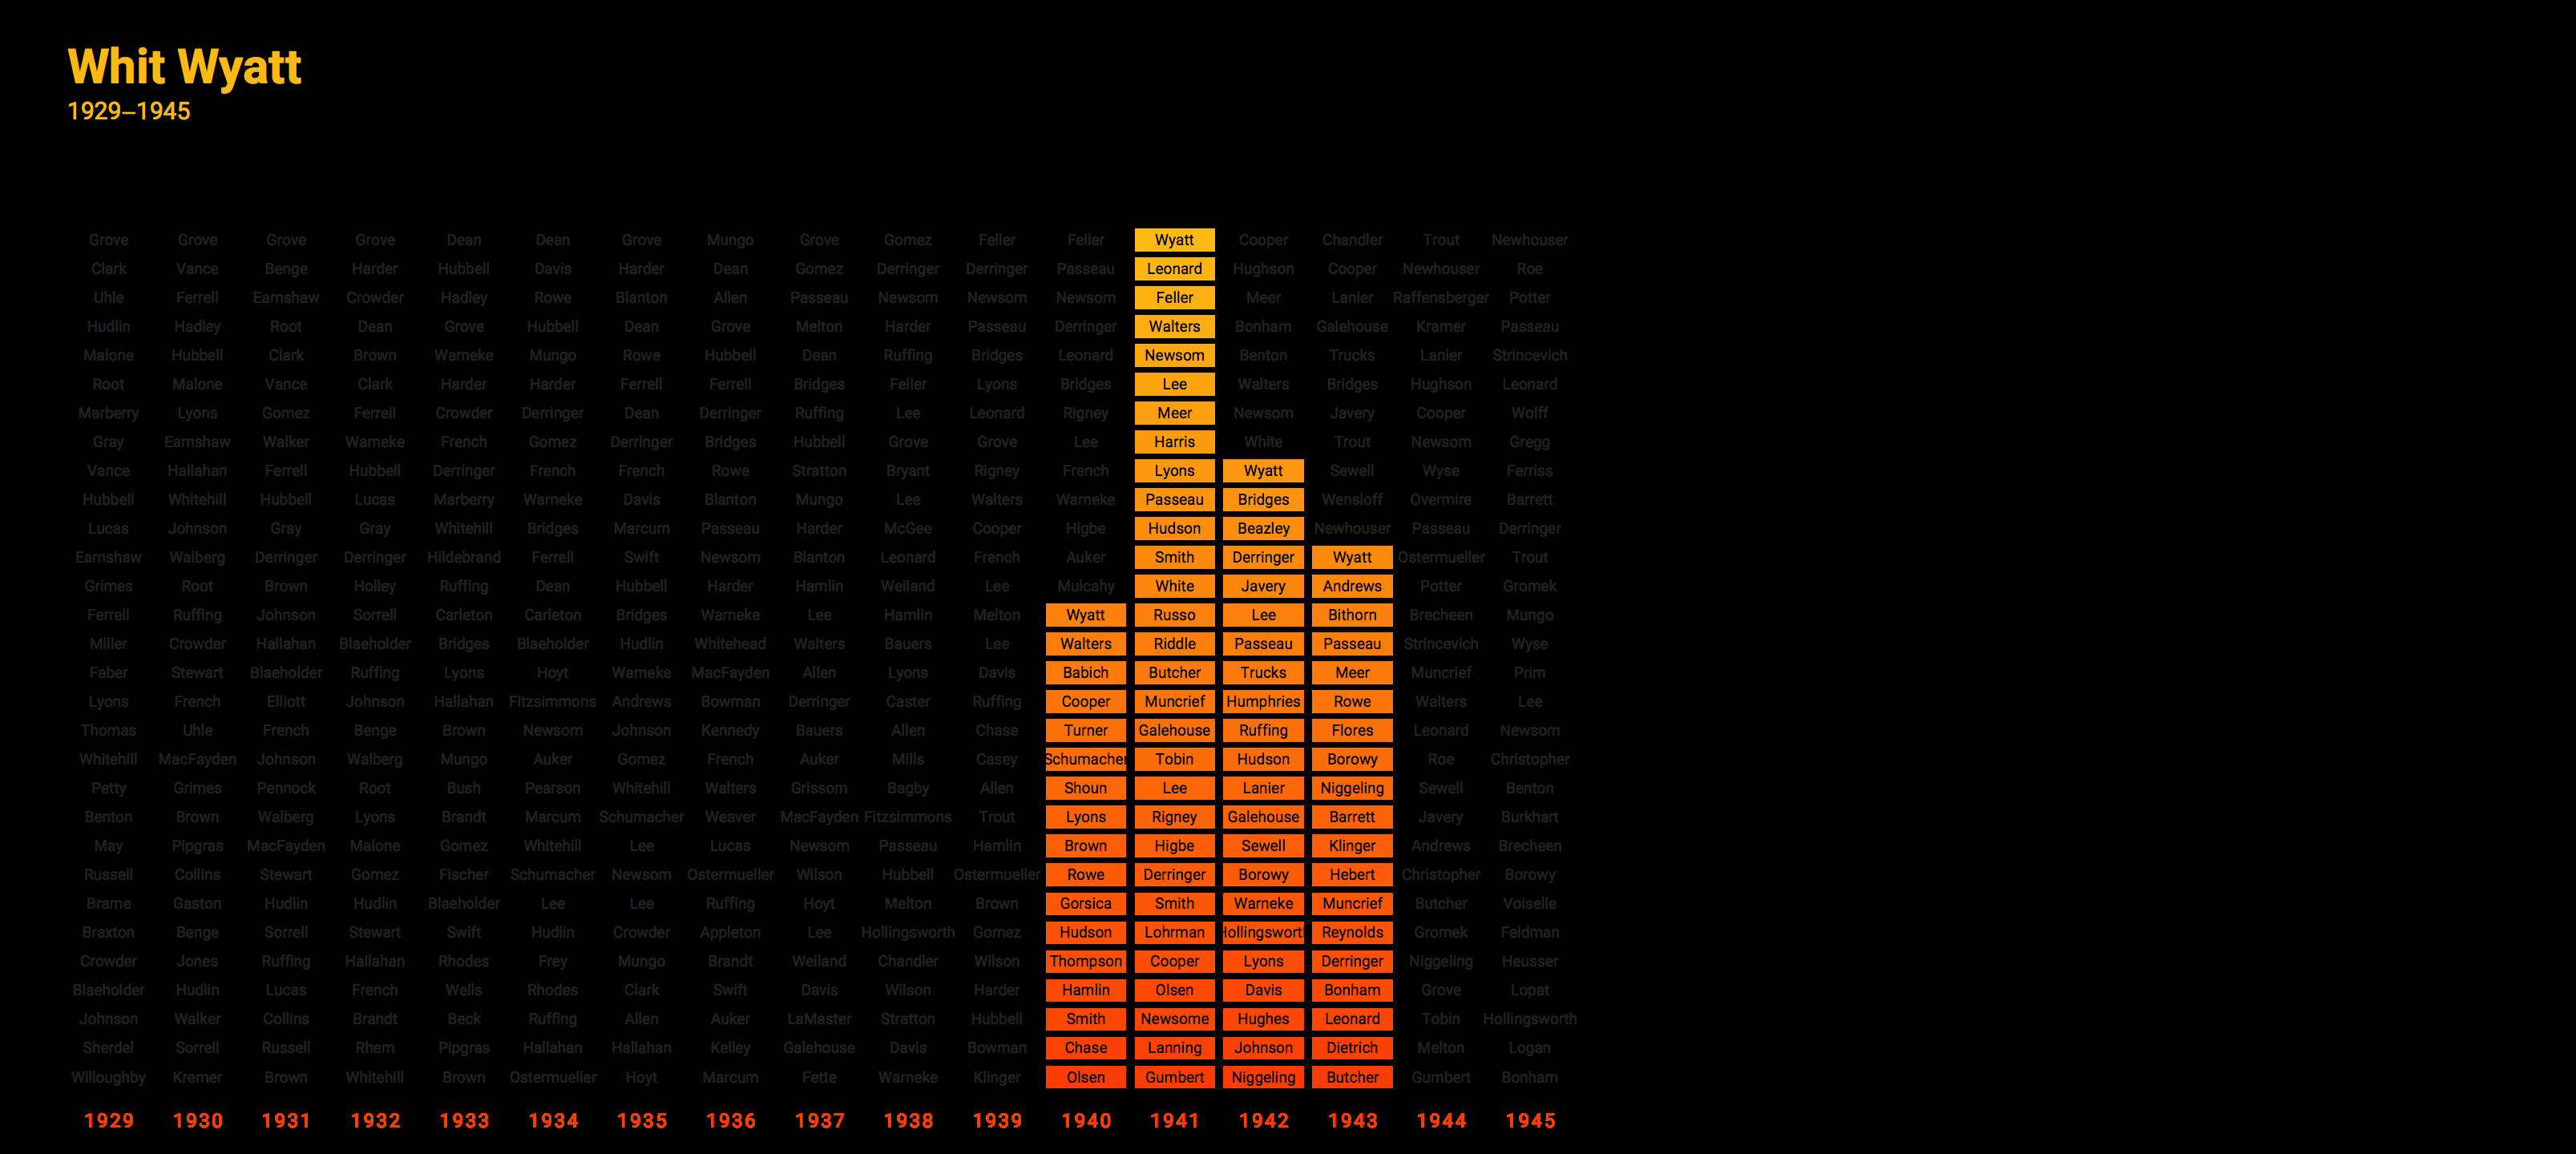 Whit Wyatt
1929–1945
Grove Grove Grove Grove Dean Dean Grove Mungo Grove Gomez Feller Feller Wyatt Cooper Chandler Trout Newhouser
Clark Vance Benge Harder Hubbell Davis Harder Dean Gomez Derringer Derringer Passeau Leonard Hughson Cooper Newhouser Roe
Uhle Ferrell Earnshaw Crowder Hadley Rowe Blanton Allen Passeau Newsom Newsom Newsom Feller Meer Lanier Raffensberger Potter
Hudlin Hadley Root Dean Grove Hubbell Dean Grove Melton Harder Passeau Derringer Walters Bonham Galehouse Kramer Passeau
Malone Hubbell Clark Brown Warneke Mungo Rowe Hubbell Dean Ruffing Bridges Leonard Newsom Benton Trucks Lanier Strincevich
Root Malone Vance Clark Harder Harder Ferrell Ferrell Bridges Feller Lyons Bridges Lee Walters Bridges Hughson Leonard
Marberry Lyons Gomez Ferrell Crowder Derringer Dean Derringer Ruffing Lee Leonard Rigney Meer Newsom Javery Cooper Wolff
Gray Earnshaw Walker Warneke French Gomez Derringer Bridges Hubbell Grove Grove Lee Harris White Trout Newsom Gregg
Vance Hallahan Ferrell Hubbell Derringer French French Rowe Stratton Bryant Rigney French Lyons Wyatt Sewell Wyse Ferriss
Hubbell Whitehill Hubbell Lucas Marberry Warneke Davis Blanton Mungo Lee Walters Warneke Passeau Bridges Wensloff Overmire Barrett
Lucas Johnson Gray Gray Whitehill Bridges Marcum Passeau Harder McGee Cooper Higbe Hudson Beazley Newhouser Passeau Derringer
Earnshaw Walberg Derringer Derringer Hildebrand Ferrell Swift Newsom Blanton Leonard French Auker Smith Derringer Wyatt Ostermueller Trout
Grimes Root Brown Holley Ruffing Dean Hubbell Harder Hamlin Weiland Lee Mulcahy White Javery Andrews Potter Gromek
Ferrell Ruffing Johnson Sorrell Carleton Carleton Bridges Warneke Lee Hamlin Melton Wyatt Russo Lee Bithorn Brecheen Mungo
Miller Crowder Hallahan Blaeholder Bridges Blaeholder Hudlin Whitehead Walters Bauers Lee Walters Riddle Passeau Passeau Strincevich Wyse
Faber Stewart Blaeholder Ruffing Lyons Hoyt Warneke MacFayden Allen Lyons Davis Babich Butcher Trucks Meer Muncrief Prim
Lyons French Elliott Johnson Hallahan Fitzsimmons Andrews Bowman Derringer Caster Ruffing Cooper Muncrief Humphries Rowe Walters Lee
Thomas Uhle French Benge Brown Newsom Johnson Kennedy Bauers Allen Chase Turner Galehouse Ruffing Flores Leonard Newsom
Whitehill MacFayden Johnson Walberg Mungo Auker Gomez French Auker Mills Casey Schumacher Tobin Hudson Borowy Roe Christopher
Petty Grimes Pennock Root Bush Pearson Whitehill Walters Grissom Bagby Allen Shoun Lee Lanier Niggeling Sewell Benton
Benton Brown Walberg Lyons Brandt Marcum Schumacher Weaver MacFayden Fitzsimmons Trout Lyons Rigney Galehouse Barrett Javery Burkhart
May Pipgras MacFayden Malone Gomez Whitehill Lee Lucas Newsom Passeau Hamlin Brown Higbe Sewell Klinger Andrews Brecheen
Russell Collins Stewart Gomez Fischer Schumacher Newsom Ostermueller Wilson Hubbell Ostermueller Rowe Derringer Borowy Hebert Christopher Borowy
Brame Gaston Hudlin Hudlin Blaeholder Lee Lee Ruffing Hoyt Melton Brown Gorsica Smith Warneke Muncrief Butcher Voiselle
Braxton Benge Sorrell Stewart Swift Hudlin Crowder Appleton Lee Hollingsworth Gomez Hudson Lohrman Hollingsworth Reynolds Gromek Feldman
Crowder Jones Ruffing Hallahan Rhodes Frey Mungo Brandt Weiland Chandler Wilson Thompson Cooper Lyons Derringer Niggeling Heusser
Blaeholder Hudlin Lucas French Wells Rhodes Clark Swift Davis Wilson Harder Hamlin Olsen Davis Bonham Grove Lopat
Johnson Walker Collins Brandt Beck Ruffing Allen Auker LaMaster Stratton Hubbell Smith Newsome Hughes Leonard Tobin Hollingsworth
Sherdel Sorrell Russell Rhem Pipgras Hallahan Hallahan Kelley Galehouse Davis Bowman Chase Lanning Johnson Dietrich Melton Logan
Willoughby Kremer Brown Whitehill Brown Ostermueller Hoyt Marcum Fette Warneke Klinger Olsen Gumbert Niggeling Butcher Gumbert Bonham
1929 1930 1931 1932 1933 1934 1935 1936 1937 1938 1939 1940 1941 1942 1943 1944 1945